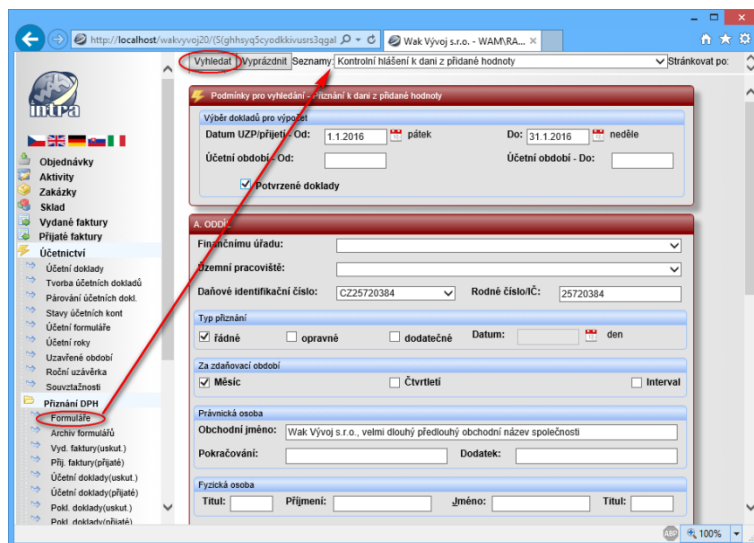 http://localhost/wakvyvoj20/(S(ghhsyq5cyodkkivusrs3qgal
Wak Vývoj s.r.o. - WAM\RA...
Vyhledat Vyprázdnit Seznamy: Kontrolní hlášení k dani z přidané hodnoty Stránkovat po:
intra
Objednávky
Aktivity
Zakázky
Sklad
Vydané faktury
Přijaté faktury
Účetnictví
Účetní doklady
Tvorba účetních dokladů
Párování účetních dokl.
Stavy účetních kont
Účetní formuláře
Účetní roky
Uzavřené období
Roční uzávěrka
Souvztažnosti
Přiznání DPH
Formuláře
Archiv formulářů
Vyd. faktury(uskut.)
Přij. faktury(přijaté)
Účetní doklady(uskut.)
Účetní doklady(přijaté)
Pokl. doklady(uskut.)
Pokl. doklady(přijaté)
Podmínky pro vyhledání - Přiznání k dani z přidané hodnoty
Výběr dokladů pro výpočet
Datum UZP/přijetí - Od: 1.1.2016 pátek Do: 31.1.2016 neděle
Účetní období - Od: Účetní období - Do:
Potvrzené doklady
A. ODDÍL
Finančnímu úřadu:
Územní pracoviště:
Daňové identifikační číslo: CZ25720384 Rodné číslo/IČ: 25720384
Typ přiznání
řádné opravné dodatečné Datum: den
Za zdaňovací období
Měsíc Čtvrtletí Interval
Právnická osoba
Obchodní jméno: Wak Vývoj s.r.o., velmi dlouhý předlouhý obchodní název společnosti
Pokračování: Dodatek:
Fyzická osoba
Titul: Příjmení: Jméno: Titul:
ABP 100%